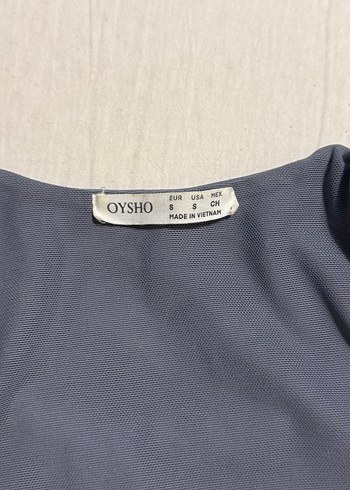 OYSHO
EUR USA MEX
S S CH
MADE IN VIETNAM